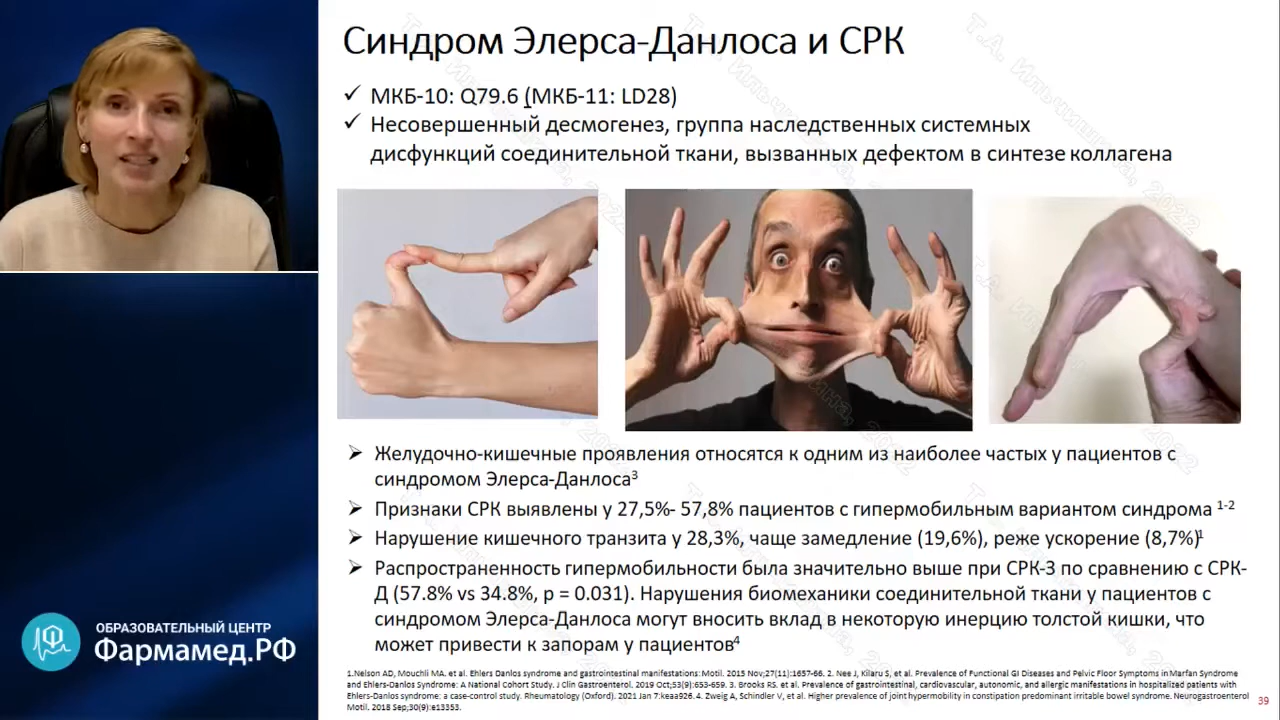 Синдром Элерса-Данлоса и СРК
✓ МКБ-10: Q79.6 (МКБ-11: LD28)
✓ Несовершенный десмогенез, группа наследственных системных
дисфункций соединительной ткани, вызванных дефектом в синтезе коллагена
➢ Желудочно-кишечные проявления относятся к одним из наиболее частых у пациентов с
синдромом Элерса-Данлоса³
➢ Признаки СРК выявлены у 27,5%- 57,8% пациентов с гипермобильным вариантом синдрома ¹⁻²
➢ Нарушение кишечного транзита у 28,3%, чаще замедление (19,6%), реже ускорение (8,7%)¹
➢ Распространенность гипермобильности была значительно выше при СРК-З по сравнению с СРК-
Д (57.8% vs 34.8%, p = 0.031). Нарушения биомеханики соединительной ткани у пациентов с
синдромом Элерса-Данлоса могут вносить вклад в некоторую инерцию толстой кишки, что
может привести к запорам у пациентов⁴
1.Nelson AD, Mouchli MA. et al. Ehlers Danlos syndrome and gastrointestinal manifestations: Motil. 2015 Nov;27(11):1657-66. 2. Nee J, Kilaru S, et al. Prevalence of Functional GI Diseases and Pelvic Floor Symptoms in Marfan Syndrome
and Ehlers-Danlos Syndrome: A National Cohort Study. J Clin Gastroenterol. 2019 Oct;53(9):653-659. 3. Brooks RS. et al. Prevalence of gastrointestinal, cardiovascular, autonomic, and allergic manifestations in hospitalized patients with
Ehlers-Danlos syndrome: a case-control study. Rheumatology (Oxford). 2021 Jan 7:keaa926. 4. Zweig A, Schindler V, et al. Higher prevalence of joint hypermobility in constipation predominant irritable bowel syndrome. Neurogastroenterol
Motil. 2018 Sep;30(9):e13353.
39
ОБРАЗОВАТЕЛЬНЫЙ ЦЕНТР
Фармамед.РФ
Т.А. Ильчишина, 2022